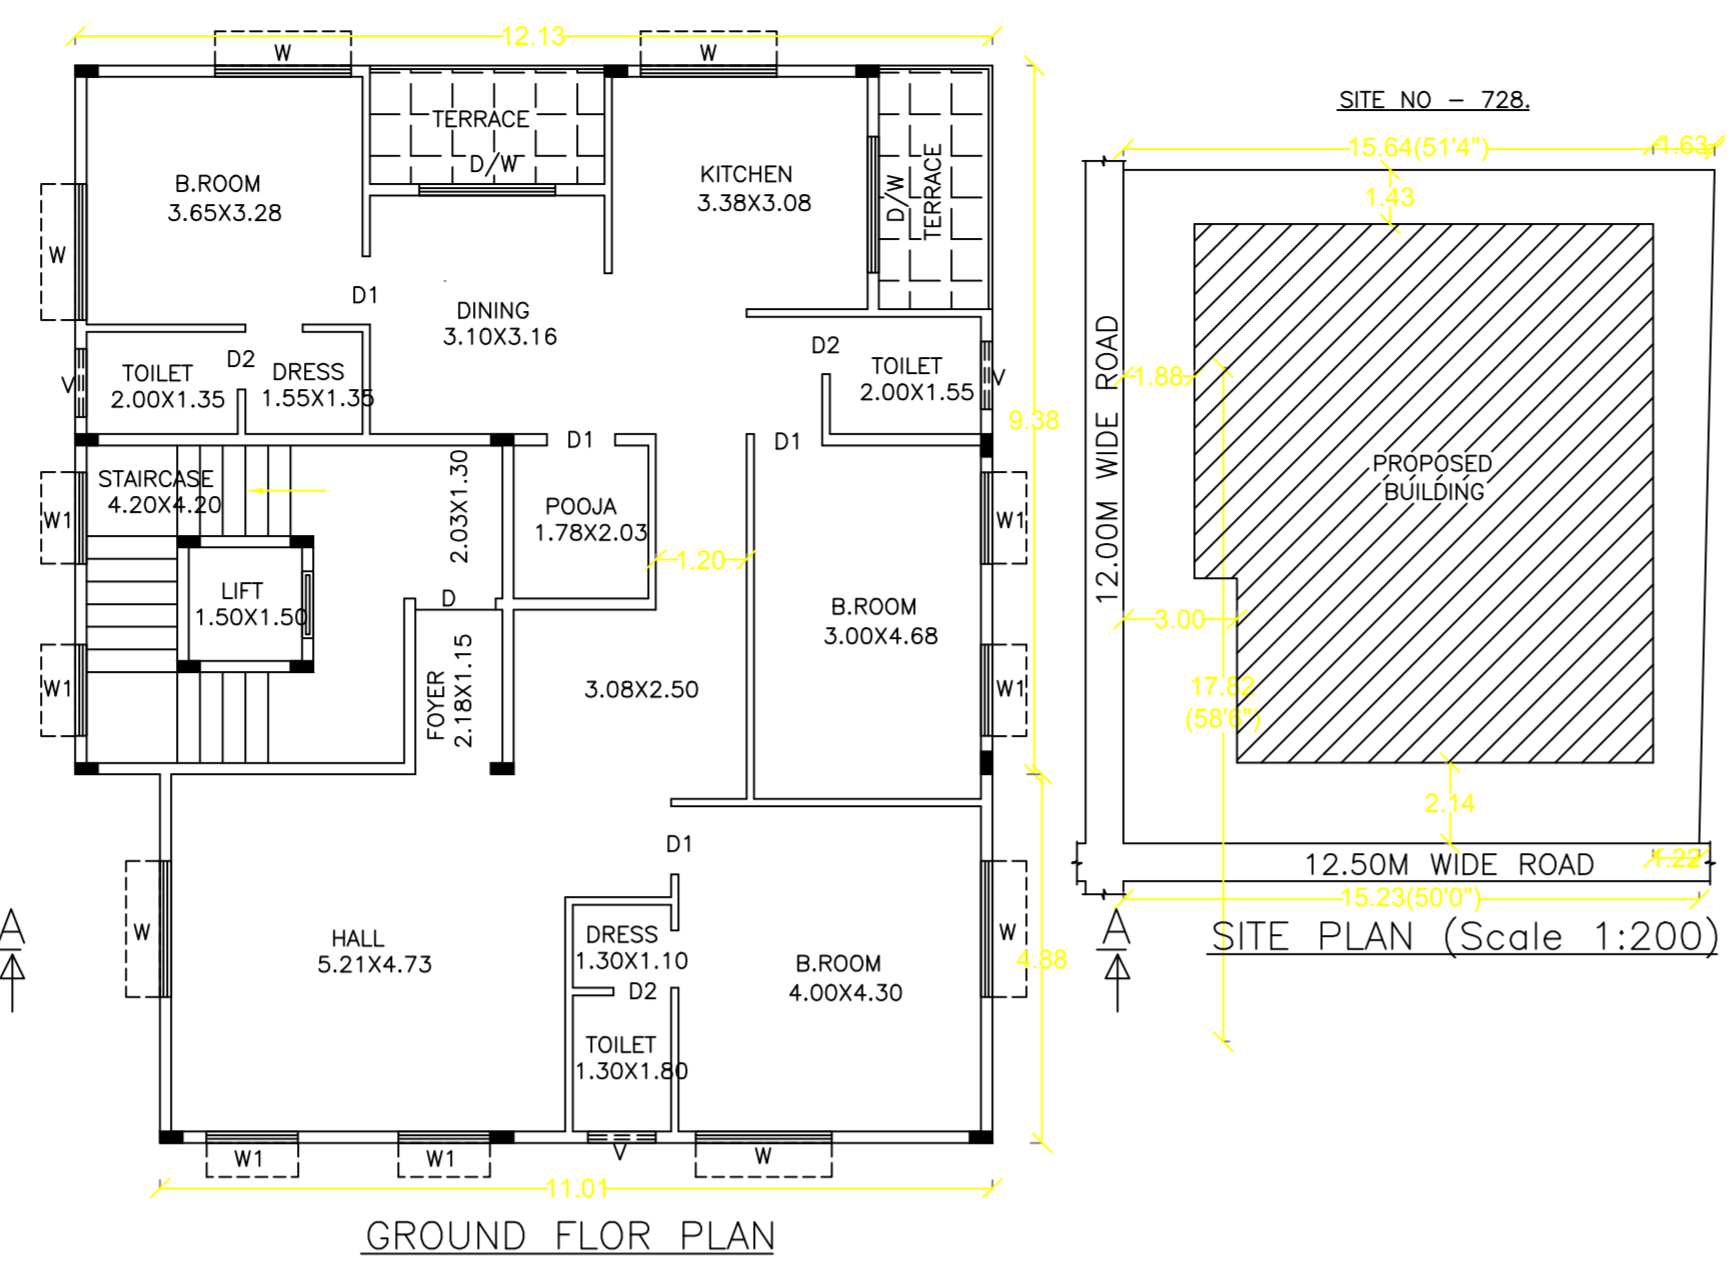 12.13
W
W
TERRACE
D/W
B.ROOM
3.65X3.28
KITCHEN
3.38X3.08
D/W
TERRACE
W
D1
DINING
3.10X3.16
9.38
V
TOILET
2.00X1.35
D2
DRESS
1.55X1.35
D2
TOILET
2.00X1.55
V
D1
D1
STAIRCASE
4.20X4.20
2.03X1.30
POOJA
1.78X2.03
1.20
W1
W1
LIFT
1.50X1.50
D
B.ROOM
3.00X4.68
FOYER
2.18X1.15
3.08X2.50
W1
W1
D1
HALL
5.21X4.73
W
DRESS
1.30X1.10
D2
TOILET
1.30X1.80
B.ROOM
4.00X4.30
W
4.88
A
W1
W1
V
W
11.01
GROUND FLOR PLAN
SITE NO - 728.
15.64(51'4")
1.63
1.43
12.00M WIDE ROAD
1.88
PROPOSED
BUILDING
3.00
17.82
(58'6")
2.14
12.50M WIDE ROAD
1.22
15.23(50'0")
A
SITE PLAN (Scale 1:200)